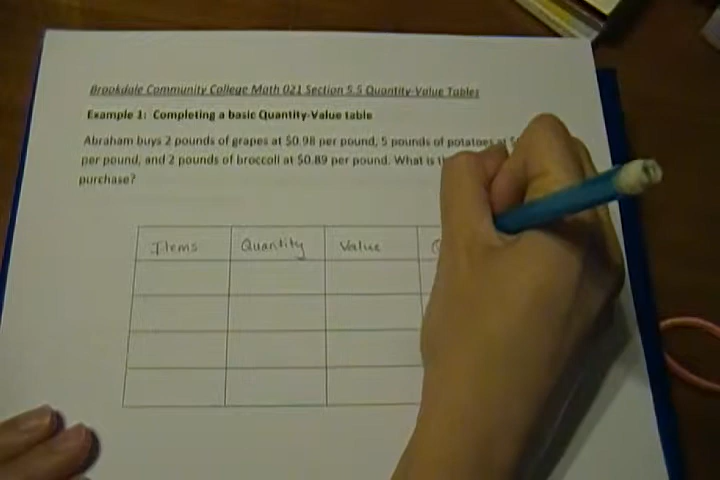 Brookdale Community College Math 021 Section 5.5 Quantity-Value Tables
Example 1: Completing a basic Quantity-Value table
Abraham buys 2 pounds of grapes at $0.98 per pound, 5 pounds of potatoes at
per pound, and 2 pounds of broccoli at $0.89 per pound. What is
purchase?
Items Quantity Value